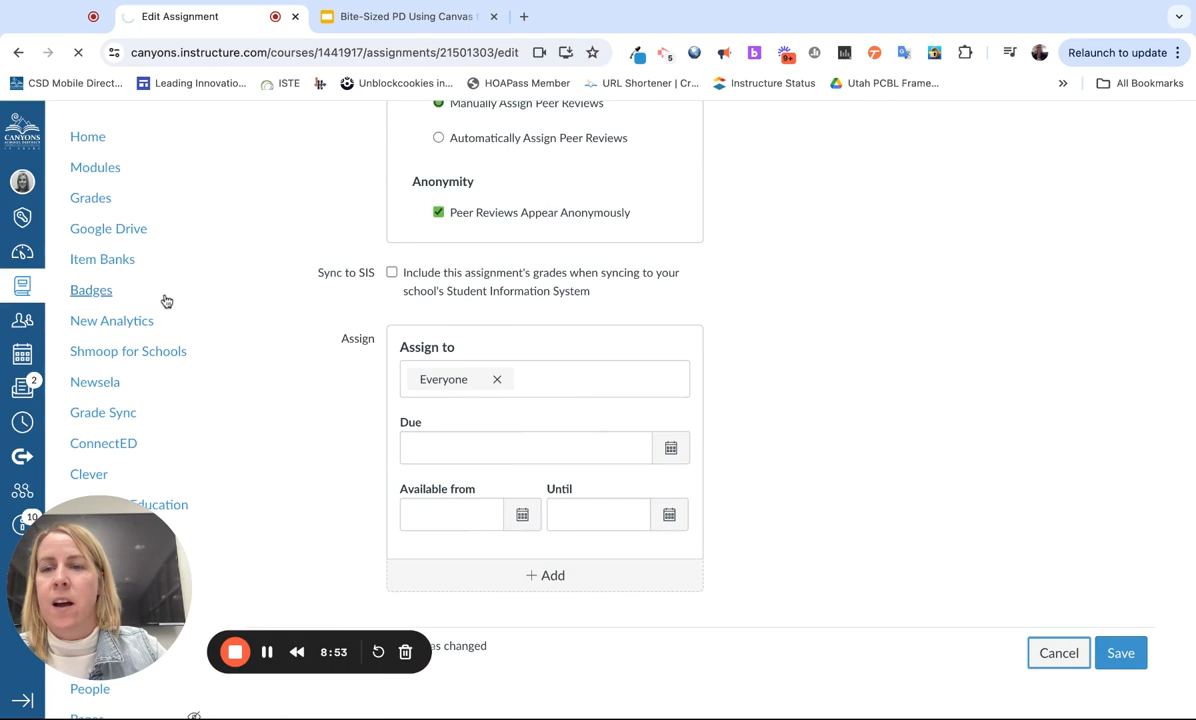 Edit Assignment
Bite-Sized PD Using Canvas
canyons.instructure.com/courses/1441917/assignments/21501303/edit
5
9+
Relaunch to update
CSD Mobile Direct...
Leading Innovatio...
ISTE
Unblockcookies in...
HOAPass Member
URL Shortener | Cr...
Instructure Status
Utah PCBL Frame...
All Bookmarks
CANYONS
Home
Modules
Grades
Google Drive
Item Banks
Badges
New Analytics
Shmoop for Schools
Newsela
Grade Sync
ConnectED
Clever
Education
People
Pages
2
10
Manually Assign Peer Reviews
Automatically Assign Peer Reviews
Anonymity
Peer Reviews Appear Anonymously
Sync to SIS
Include this assignment's grades when syncing to your
school's Student Information System
Assign
Assign to
Everyone
Due
Available from
Until
+ Add
8:53
as changed
Cancel
Save